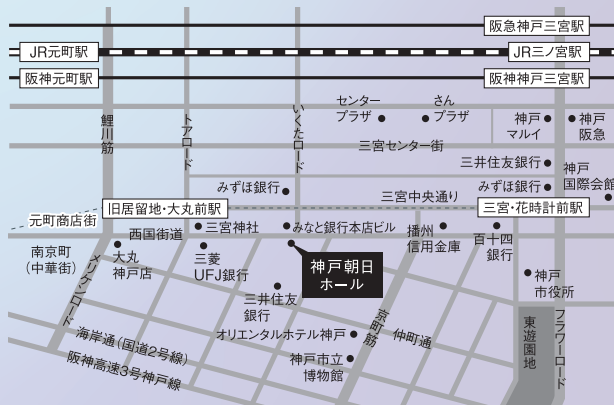 阪急神戸三宮駅
JR元町駅
JR三ノ宮駅
阪神元町駅
阪神神戸三宮駅
センター
プラザ
さん
プラザ
神戸
マルイ
神戸
阪急
鯉川筋
トアロード
いくたロード
三宮センター街
三井住友銀行
みずほ銀行
神戸
国際会館
みずほ銀行
三宮中央通り
旧居留地・大丸前駅
三宮・花時計前駅
元町商店街
西国街道
三宮神社
みなと銀行本店ビル
播州
信用金庫
百十四
銀行
南京町
(中華街)
大丸
神戸店
三菱
UFJ銀行
神戸朝日
ホール
神戸
市役所
メリケンロード
三井住友
銀行
京町筋
オリエンタルホテル神戸
仲町通
海岸通(国道2号線)
阪神高速3号神戸線
神戸市立
博物館
東遊園地
フラワーロード